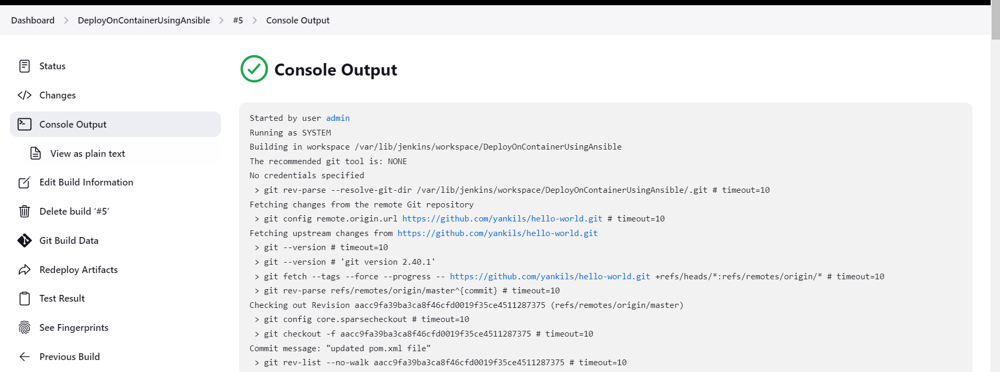 Dashboard > DeployOnContainerUsingAnsible > #5 > Console Output
Status
Changes
Console Output
View as plain text
Edit Build Information
Delete build ‘#5’
Git Build Data
Redeploy Artifacts
Test Result
See Fingerprints
Previous Build
Console Output
Started by user admin
Running as SYSTEM
Building in workspace /var/lib/jenkins/workspace/DeployOnContainerUsingAnsible
The recommended git tool is: NONE
No credentials specified
 > git rev-parse --resolve-git-dir /var/lib/jenkins/workspace/DeployOnContainerUsingAnsible/.git # timeout=10
Fetching changes from the remote Git repository
 > git config remote.origin.url https://github.com/yankils/hello-world.git # timeout=10
Fetching upstream changes from https://github.com/yankils/hello-world.git
 > git --version # timeout=10
 > git --version # 'git version 2.40.1'
 > git fetch --tags --force --progress -- https://github.com/yankils/hello-world.git +refs/heads/*:refs/remotes/origin/* # timeout=10
 > git rev-parse refs/remotes/origin/master^{commit} # timeout=10
Checking out Revision aacc9fa39ba3ca8f46cfd0019f35ce4511287375 (refs/remotes/origin/master)
 > git config core.sparsecheckout # timeout=10
 > git checkout -f aacc9fa39ba3ca8f46cfd0019f35ce4511287375 # timeout=10
Commit message: "updated pom.xml file"
 > git rev-list --no-walk aacc9fa39ba3ca8f46cfd0019f35ce4511287375 # timeout=10